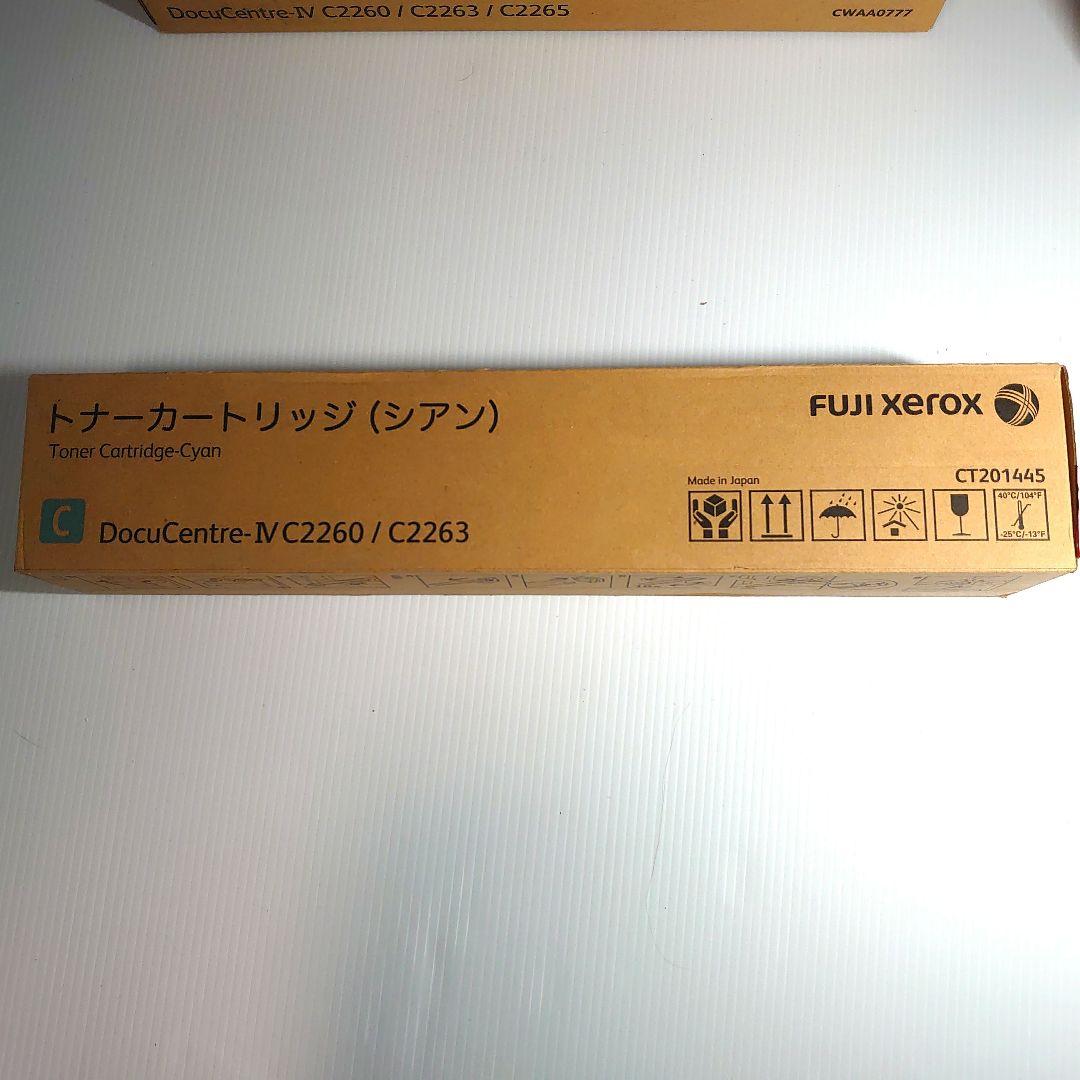 DocuCentre-Ⅳ C2260 / C2263 / C2265
CWAA0777
トナーカートリッジ (シアン)
Toner Cartridge-Cyan
FUJI xerox
Made in Japan
CT201445
40°C/104°F
-25°C/-13°F
C
DocuCentre-Ⅳ C2260 / C2263